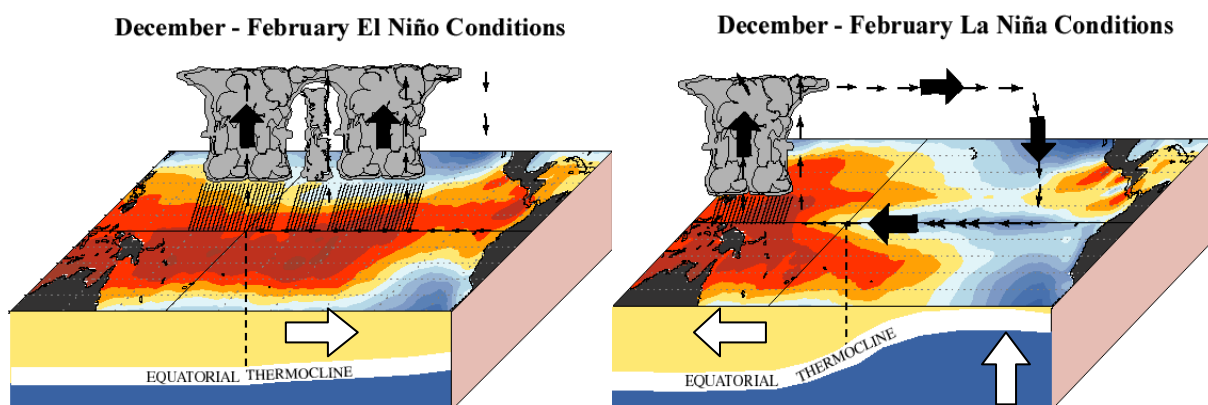 December - February El Niño Conditions
December - February La Niña Conditions
EQUATORIAL THERMOCLINE
EQUATORIAL THERMOCLINE